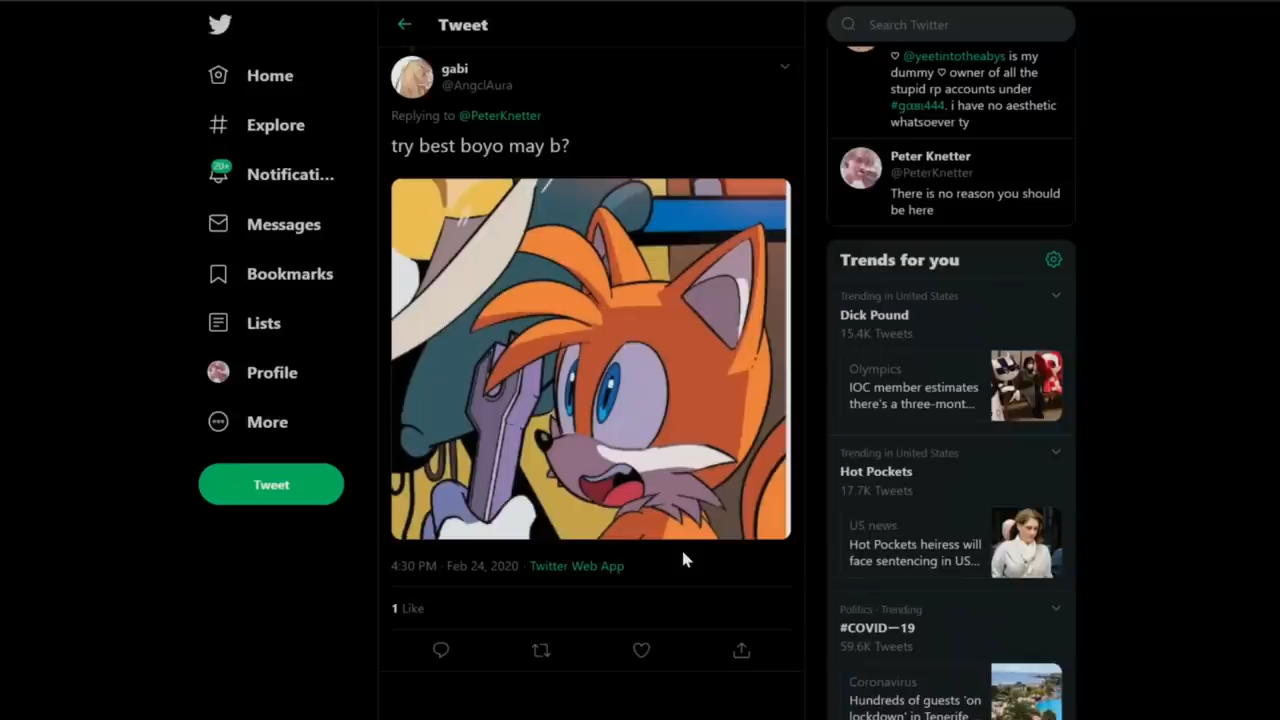 Home
Explore
20+
Notificati...
Messages
Bookmarks
Lists
Profile
More
Tweet
Tweet
gabi
@AngclAura
Replying to @PeterKnetter
try best boyo may b?
4:30 PM · Feb 24, 2020 · Twitter Web App
1 Like
Search Twitter
♡ @yeetintotheabys is my
dummy ♡ owner of all the
stupid rp accounts under
#gαвι444. i have no aesthetic
whatsoever ty
Peter Knetter
@PeterKnetter
There is no reason you should
be here
Trends for you
Trending in United States
Dick Pound
15.4K Tweets
Olympics
IOC member estimates
there's a three-mont...
Trending in United States
Hot Pockets
17.7K Tweets
US news
Hot Pockets heiress will
face sentencing in US...
Politics · Trending
#COVID—19
59.6K Tweets
Coronavirus
Hundreds of guests 'on
lockdown' in Tenerife